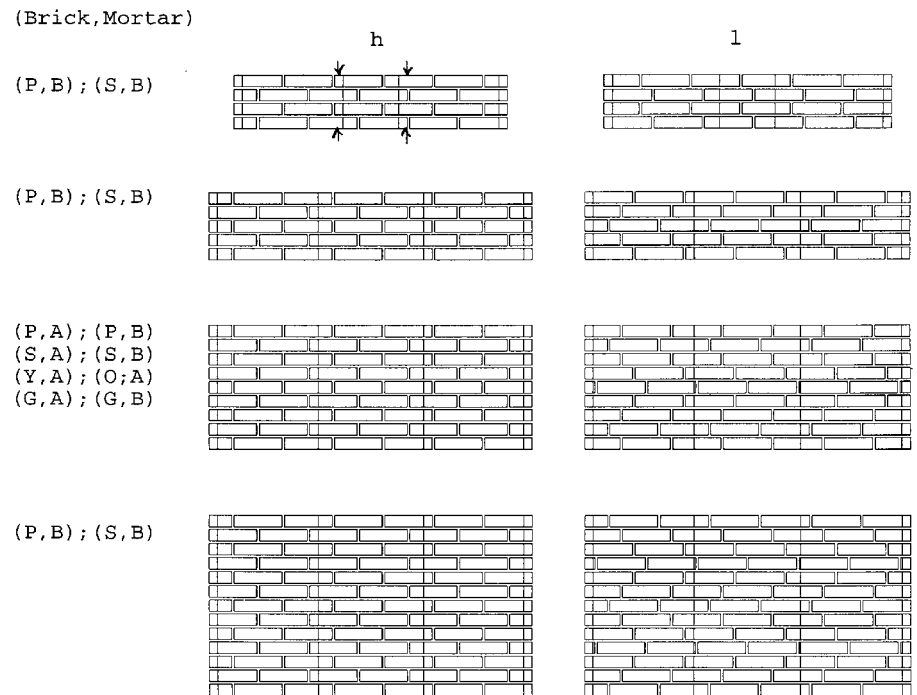 (Brick,Mortar)
h l
(P,B);(S,B)
(P,B);(S,B)
(P,A);(P,B)
(S,A);(S,B)
(Y,A);(O;A)
(G,A);(G,B)
(P,B);(S,B)